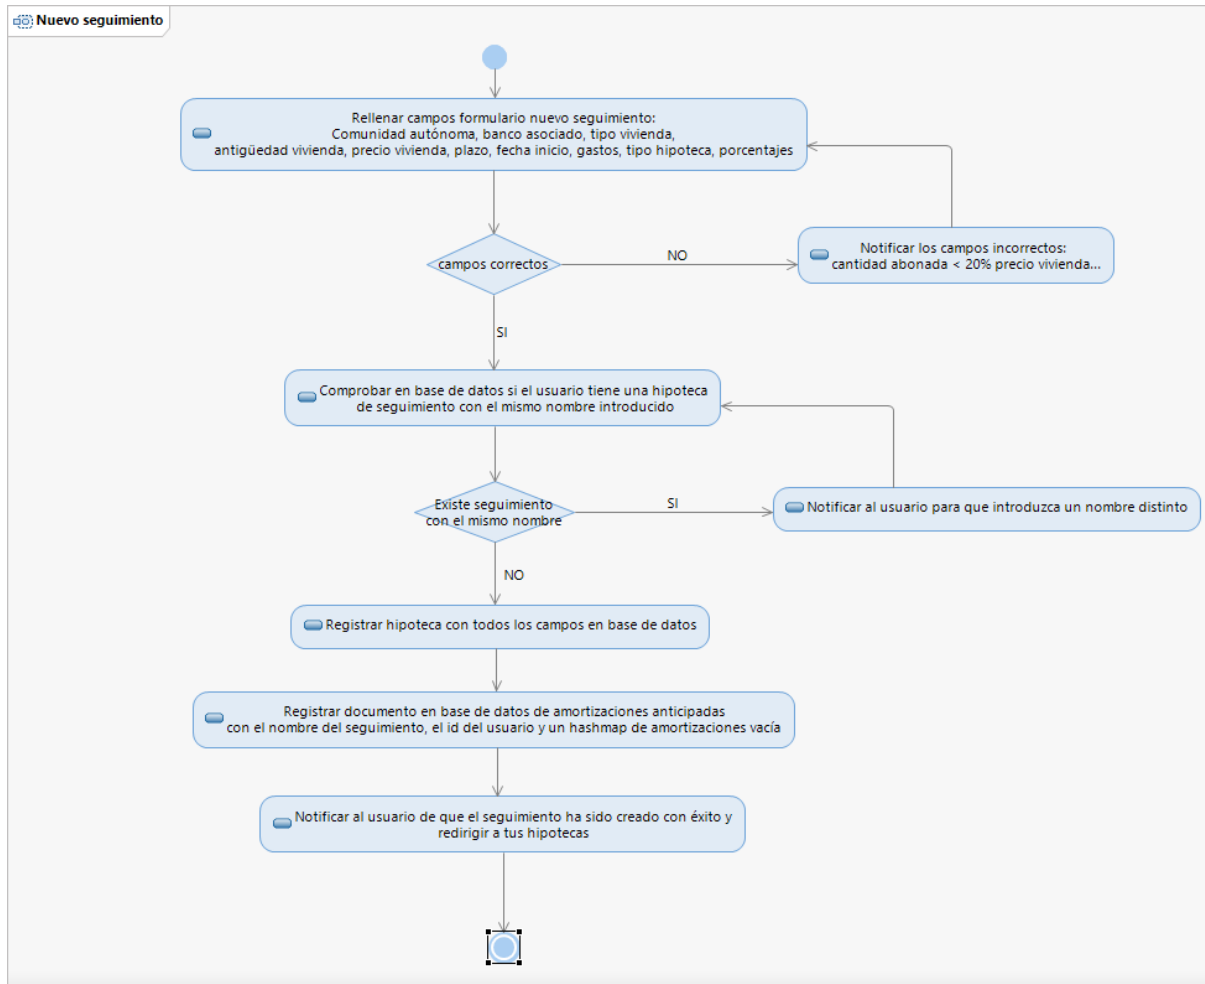 Nuevo seguimiento
Rellenar campos formulario nuevo seguimiento:
Comunidad autónoma, banco asociado, tipo vivienda,
antigüedad vivienda, precio vivienda, plazo, fecha inicio, gastos, tipo hipoteca, porcentajes
campos correctos
NO
Notificar los campos incorrectos:
cantidad abonada < 20% precio vivienda...
SI
Comprobar en base de datos si el usuario tiene una hipoteca
de seguimiento con el mismo nombre introducido
Existe seguimiento
con el mismo nombre
SI
Notificar al usuario para que introduzca un nombre distinto
NO
Registrar hipoteca con todos los campos en base de datos
Registrar documento en base de datos de amortizaciones anticipadas
con el nombre del seguimiento, el id del usuario y un hashmap de amortizaciones vacía
Notificar al usuario de que el seguimiento ha sido creado con éxito y
redirigir a tus hipotecas